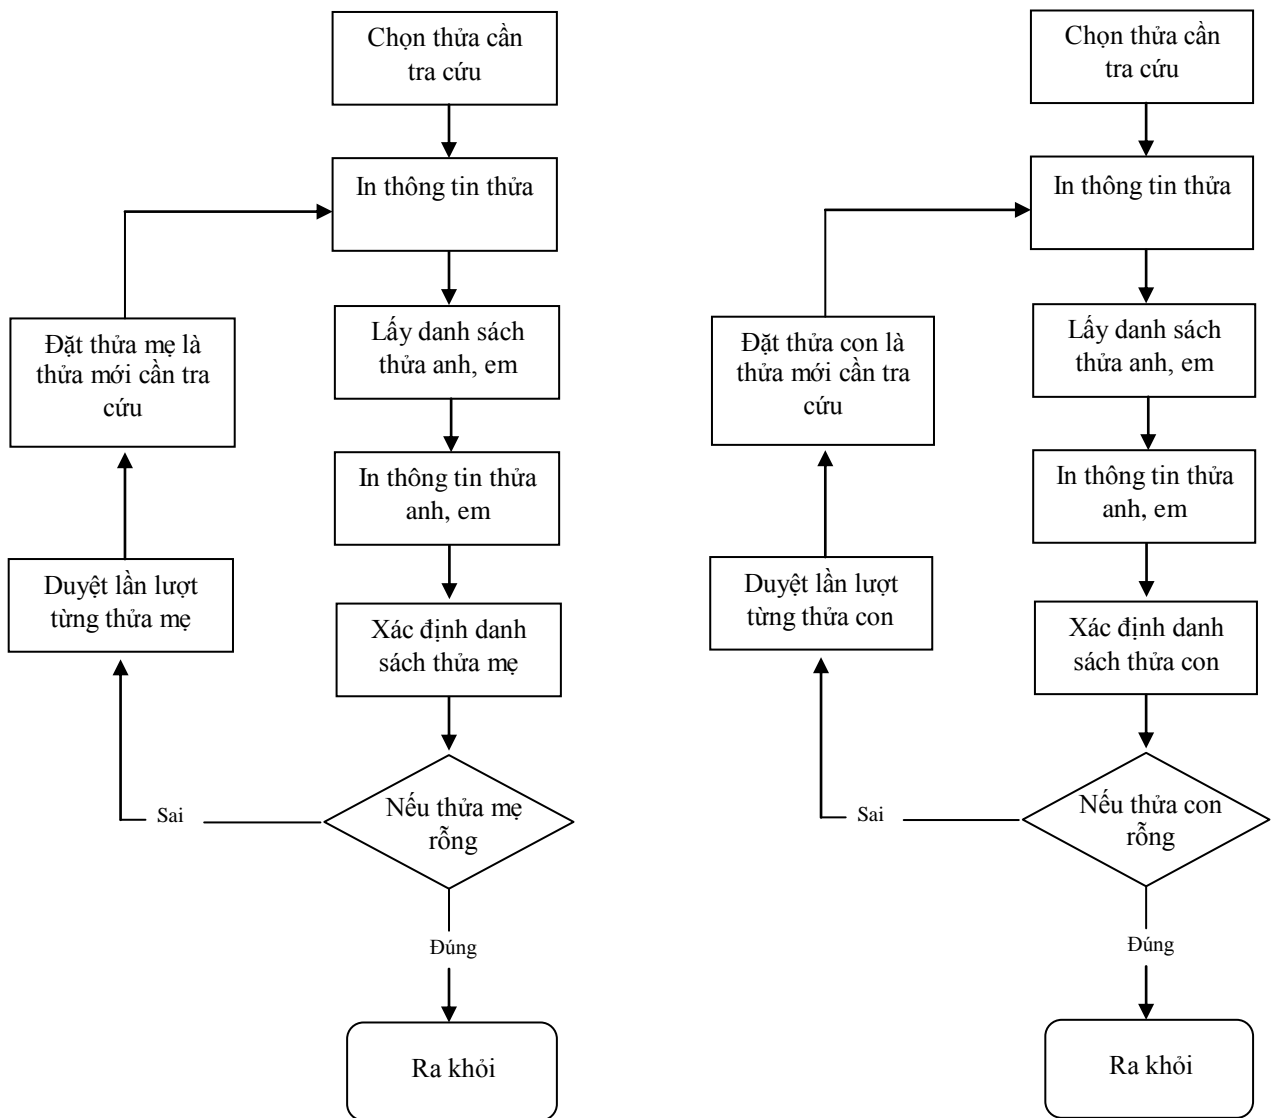 Chọn thửa cần
tra cứu
In thông tin thửa
Lấy danh sách
thửa anh, em
Đặt thửa mẹ là
thửa mới cần tra
cứu
In thông tin thửa
anh, em
Duyệt lần lượt
từng thửa mẹ
Xác định danh
sách thửa mẹ
Nếu thửa mẹ
rỗng
Sai
Đúng
Ra khỏi
Chọn thửa cần
tra cứu
In thông tin thửa
Lấy danh sách
thửa anh, em
Đặt thửa con là
thửa mới cần tra
cứu
In thông tin thửa
anh, em
Duyệt lần lượt
từng thửa con
Xác định danh
sách thửa con
Nếu thửa con
rỗng
Sai
Đúng
Ra khỏi